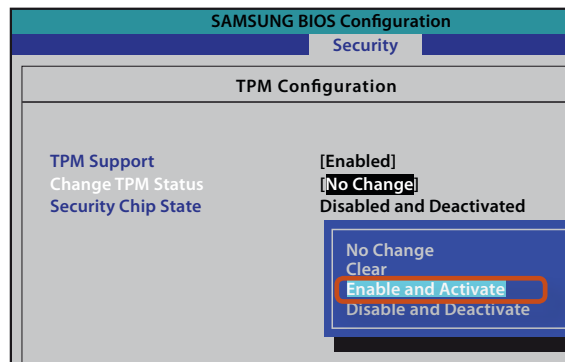 SAMSUNG BIOS Configuration
Security
TPM Configuration
TPM Support [Enabled]
Change TPM Status [No Change]
Security Chip State Disabled and Deactivated
No Change
Clear
Enable and Activate
Disable and Deactivate